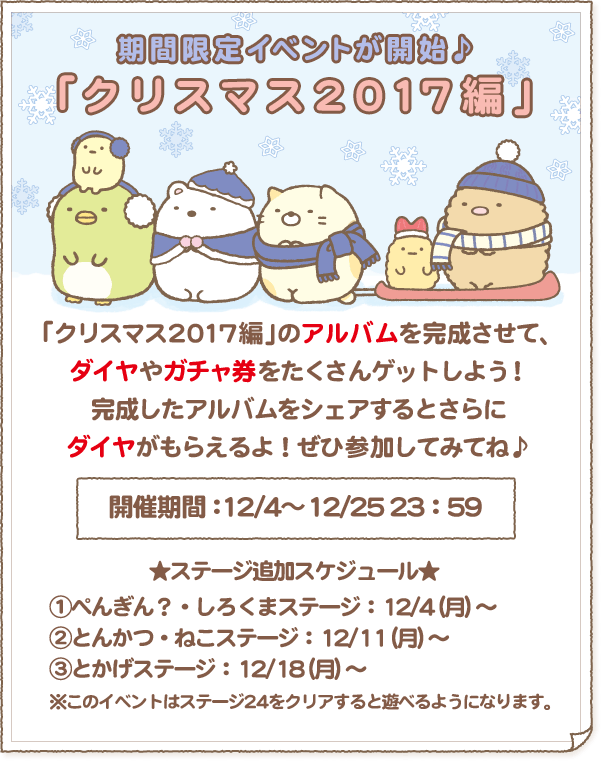 期間限定イベントが開始♪
「クリスマス2017編」
「クリスマス2017編」のアルバムを完成させて、
ダイヤやガチャ券をたくさんゲットしよう！
完成したアルバムをシェアするとさらに
ダイヤがもらえるよ！ぜひ参加してみてね♪
開催期間：12/4〜12/25 23：59
★ステージ追加スケジュール★
①ぺんぎん？・しろくまステージ：12/4(月)〜
②とんかつ・ねこステージ：12/11(月)〜
③とかげステージ：12/18(月)〜
※このイベントはステージ24をクリアすると遊べるようになります。